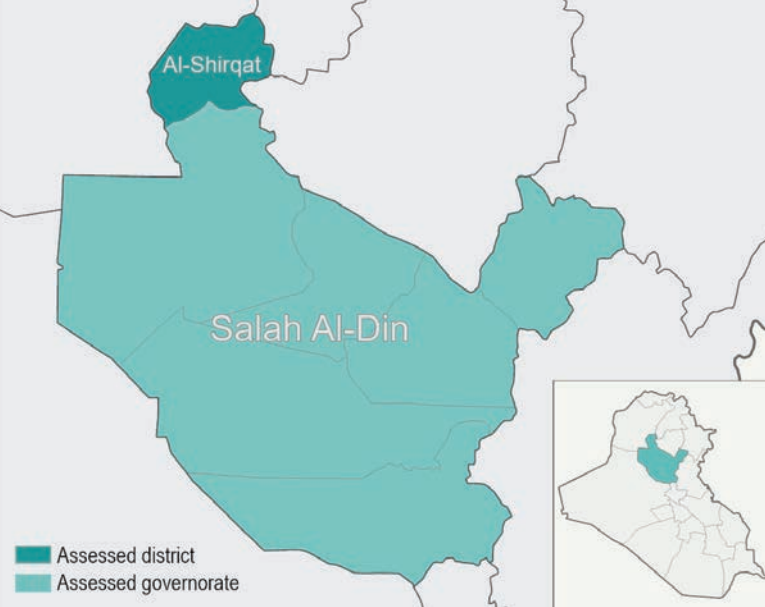 Al-Shirqat
Salah Al-Din
Assessed district
Assessed governorate